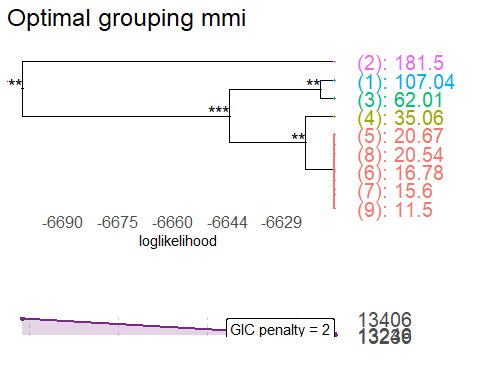 Optimal grouping mmi
** (2): 181.5
** (1): 107.04
(3): 62.01
*** (4): 35.06
** (5): 20.67
(8): 20.54
(6): 16.78
(7): 15.6
(9): 11.5
-6690 -6675 -6660 -6644 -6629
loglikelihood
GIC penalty = 2
13406